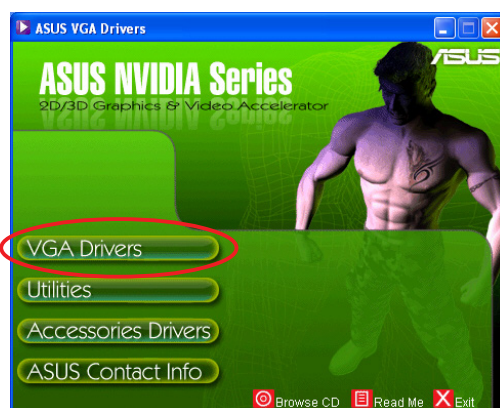 ASUS VGA Drivers
ASUS
ASUS NVIDIA Series
2D/3D Graphics & Video Accelerator
VGA Drivers
Utilities
Accessories Drivers
ASUS Contact Info
Browse CD Read Me Exit